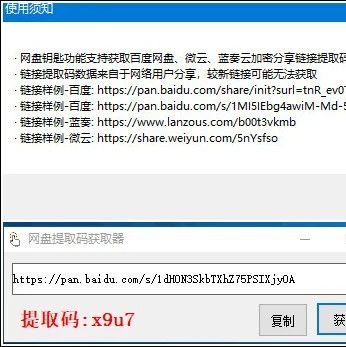 使用须知
· 网盘钥匙功能支持获取百度网盘、微云、蓝奏云加密分享链接提取码
· 链接提取码数据来自于网络用户分享，较新链接可能无法获取
· 链接样例-百度: https://pan.baidu.com/share/init?surl=tnR_ev0T
· 链接样例-百度: https://pan.baidu.com/s/1MI5IEbg4awiM-Md-5
· 链接样例-蓝奏: https://www.lanzous.com/b00t3vkmb
· 链接样例-微云: https://share.weiyun.com/5nYsfso
网盘提取码获取器
https://pan.baidu.com/s/1dHON3SkbTXhZ75PSIXjyOA
提取码:x9u7
复制
获